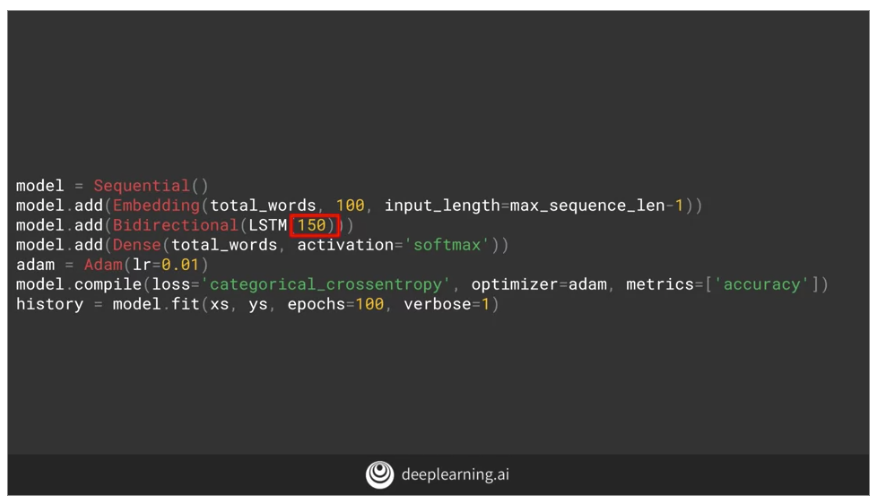 model = Sequential()
model.add(Embedding(total_words, 100, input_length=max_sequence_len-1))
model.add(Bidirectional(LSTM(150)))
model.add(Dense(total_words, activation='softmax'))
adam = Adam(lr=0.01)
model.compile(loss='categorical_crossentropy', optimizer=adam, metrics=['accuracy'])
history = model.fit(xs, ys, epochs=100, verbose=1)
deeplearning.ai